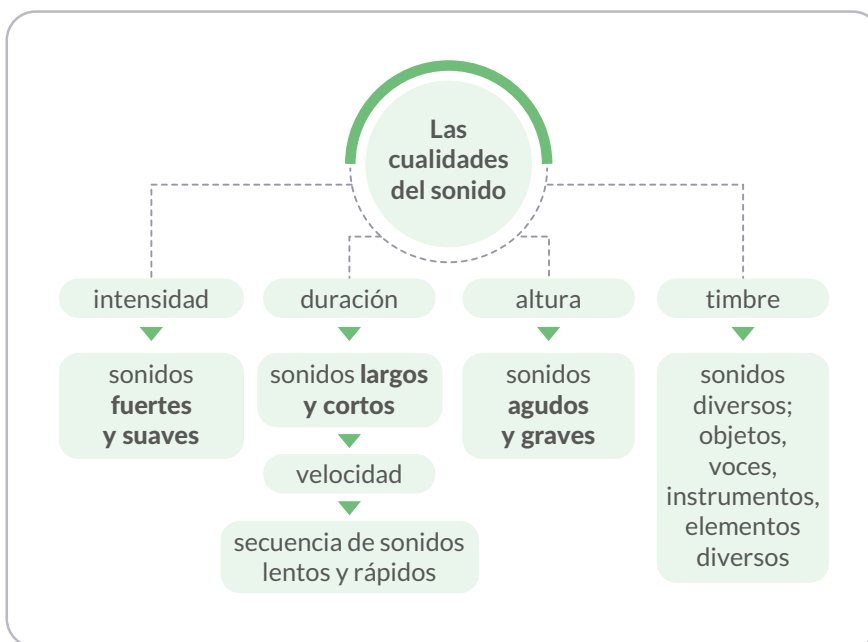 Las
cualidades
del sonido
intensidad
sonidos
fuertes
y suaves
duración
sonidos largos
y cortos
velocidad
secuencia de sonidos
lentos y rápidos
altura
sonidos
agudos
y graves
timbre
sonidos
diversos;
objetos,
voces,
instrumentos,
elementos
diversos